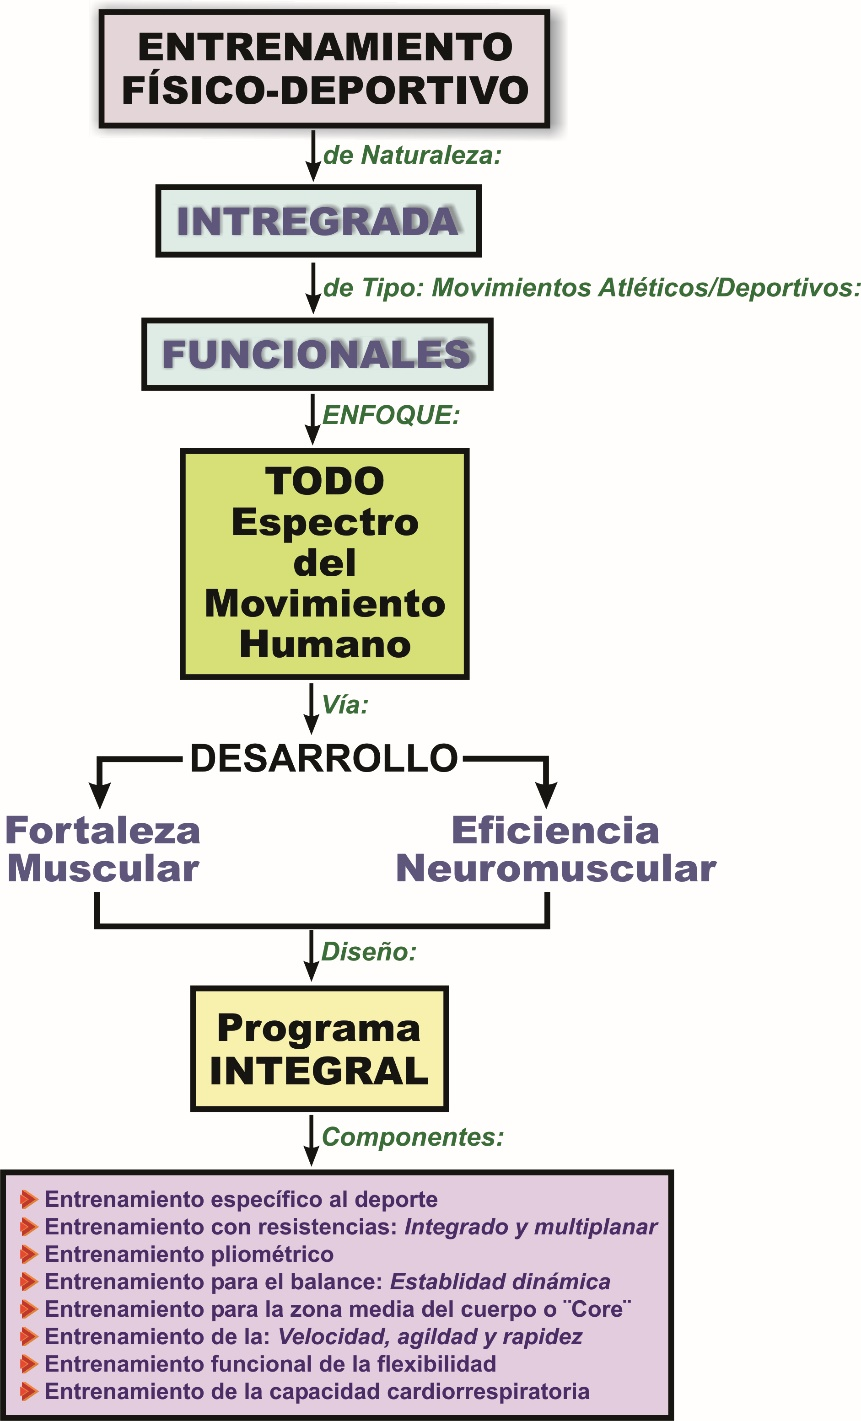 ENTRENAMIENTO
FÍSICO-DEPORTIVO
de Naturaleza:
INTREGRADA
de Tipo: Movimientos Atléticos/Deportivos:
FUNCIONALES
ENFOQUE:
TODO
Espectro
del
Movimiento
Humano
Vía:
DESARROLLO
Fortaleza
Muscular
Eficiencia
Neuromuscular
Diseño:
Programa
INTEGRAL
Componentes:
Entrenamiento específico al deporte
Entrenamiento con resistencias: Integrado y multiplanar
Entrenamiento pliométrico
Entrenamiento para el balance: Establidad dinámica
Entrenamiento para la zona media del cuerpo o ¨Core¨
Entrenamiento de la: Velocidad, agildad y rapidez
Entrenamiento funcional de la flexibilidad
Entrenamiento de la capacidad cardiorrespiratoria